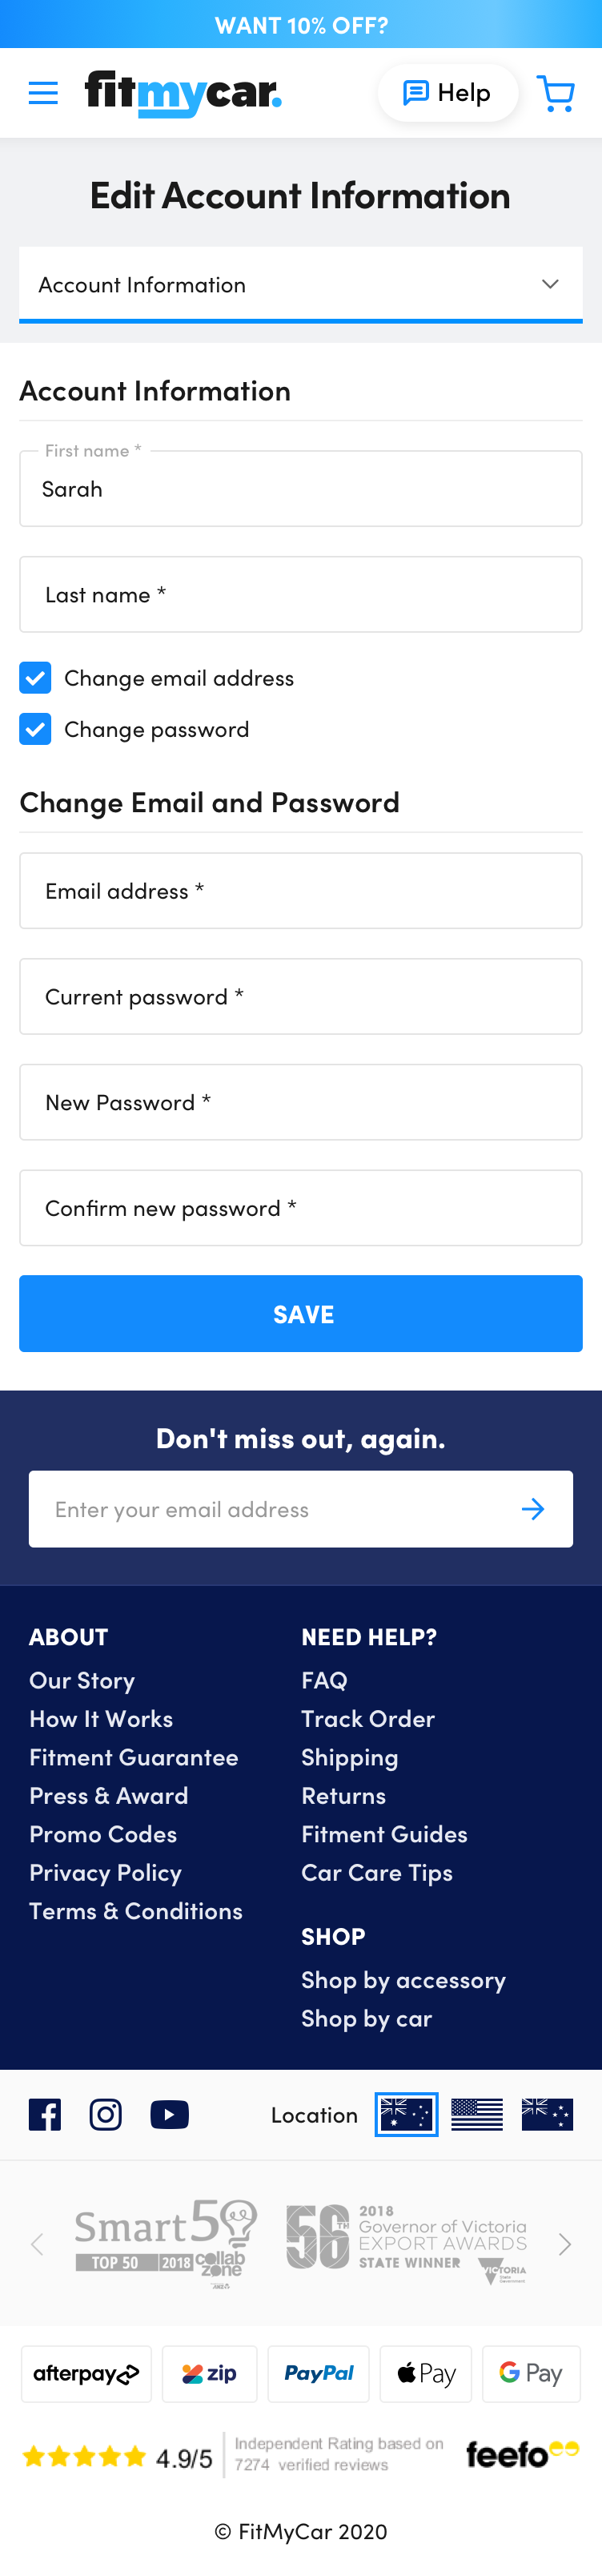 WANT 10% OFF?
fitmycar.
Help
Edit Account Information
Account Information
Account Information
First name *
Sarah
Last name *
Change email address
Change password
Change Email and Password
Email address *
Current password *
New Password *
Confirm new password *
SAVE
Don't miss out, again.
Enter your email address
ABOUT
Our Story
How It Works
Fitment Guarantee
Press & Award
Promo Codes
Privacy Policy
Terms & Conditions
NEED HELP?
FAQ
Track Order
Shipping
Returns
Fitment Guides
Car Care Tips
SHOP
Shop by accessory
Shop by car
Location
Smart50
TOP 50 2018 collab
zone
56TH
2018
Governor of Victoria
EXPORT AWARDS
STATE WINNER
VICTORIA
afterpay
zip
PayPal
Pay
G Pay
4.9/5
Independent Rating based on
7274 verified reviews
feefo
© FitMyCar 2020